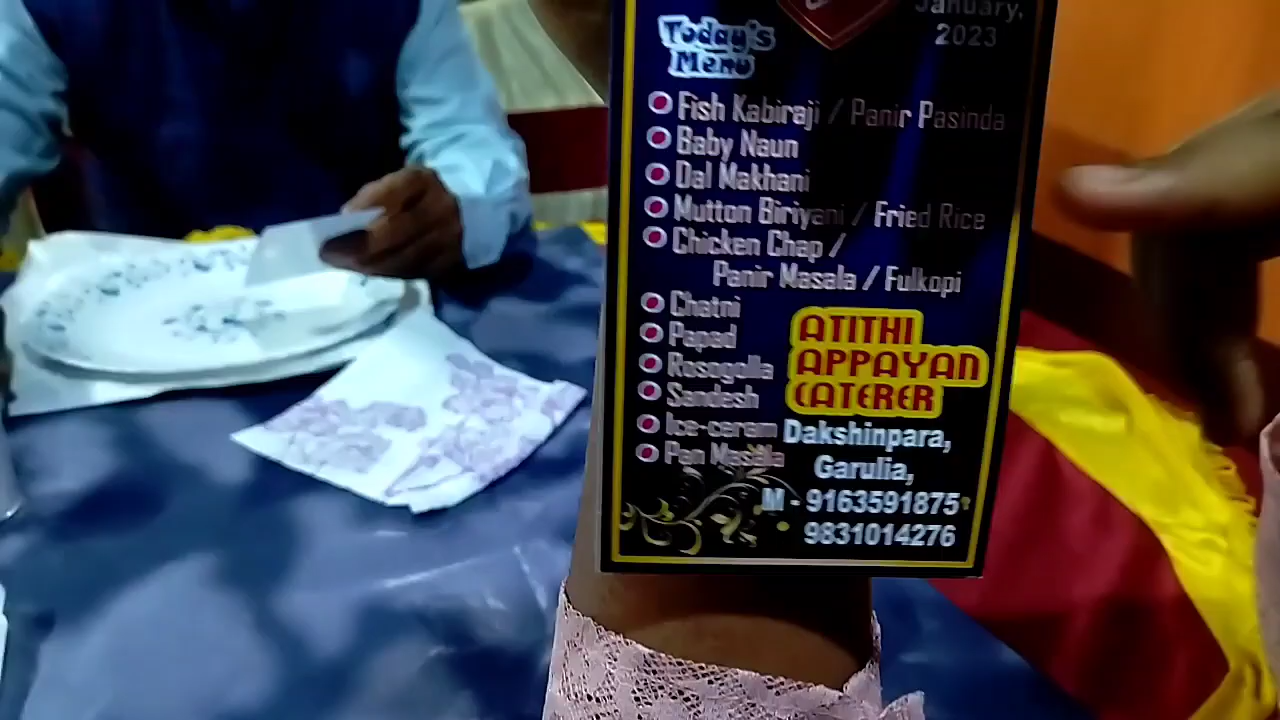 January,
2023
Today's
Menu
Fish Kabiraji / Panir Pasinda
Baby Naun
Dal Makhani
Mutton Biriyani / Fried Rice
Chicken Chap /
Panir Masala / Fulkopi
Chatni
Papad
Rosogolla
Sandesh
Ice-ceram
Pan Masala
ATITHI
APPAYAN
CATERER
Dakshinpara,
Garulia,
M - 9163591875
9831014276